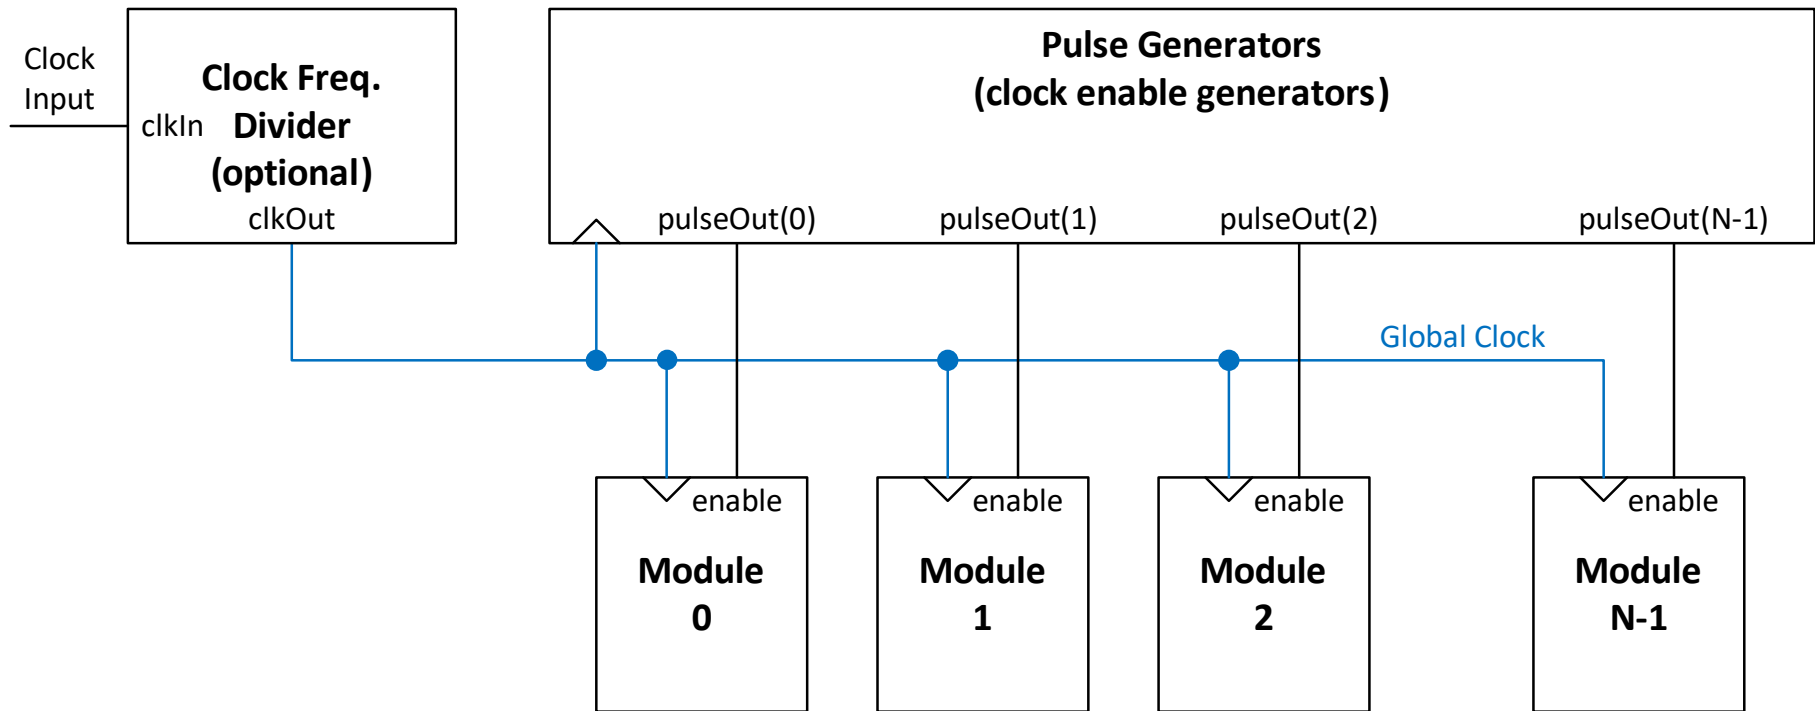 Clock
Input
clkIn
Clock Freq.
Divider
(optional)
clkOut
Pulse Generators
(clock enable generators)
pulseOut(0)
pulseOut(1)
pulseOut(2)
pulseOut(N-1)
Global Clock
enable
Module
0
enable
Module
1
enable
Module
2
enable
Module
N-1